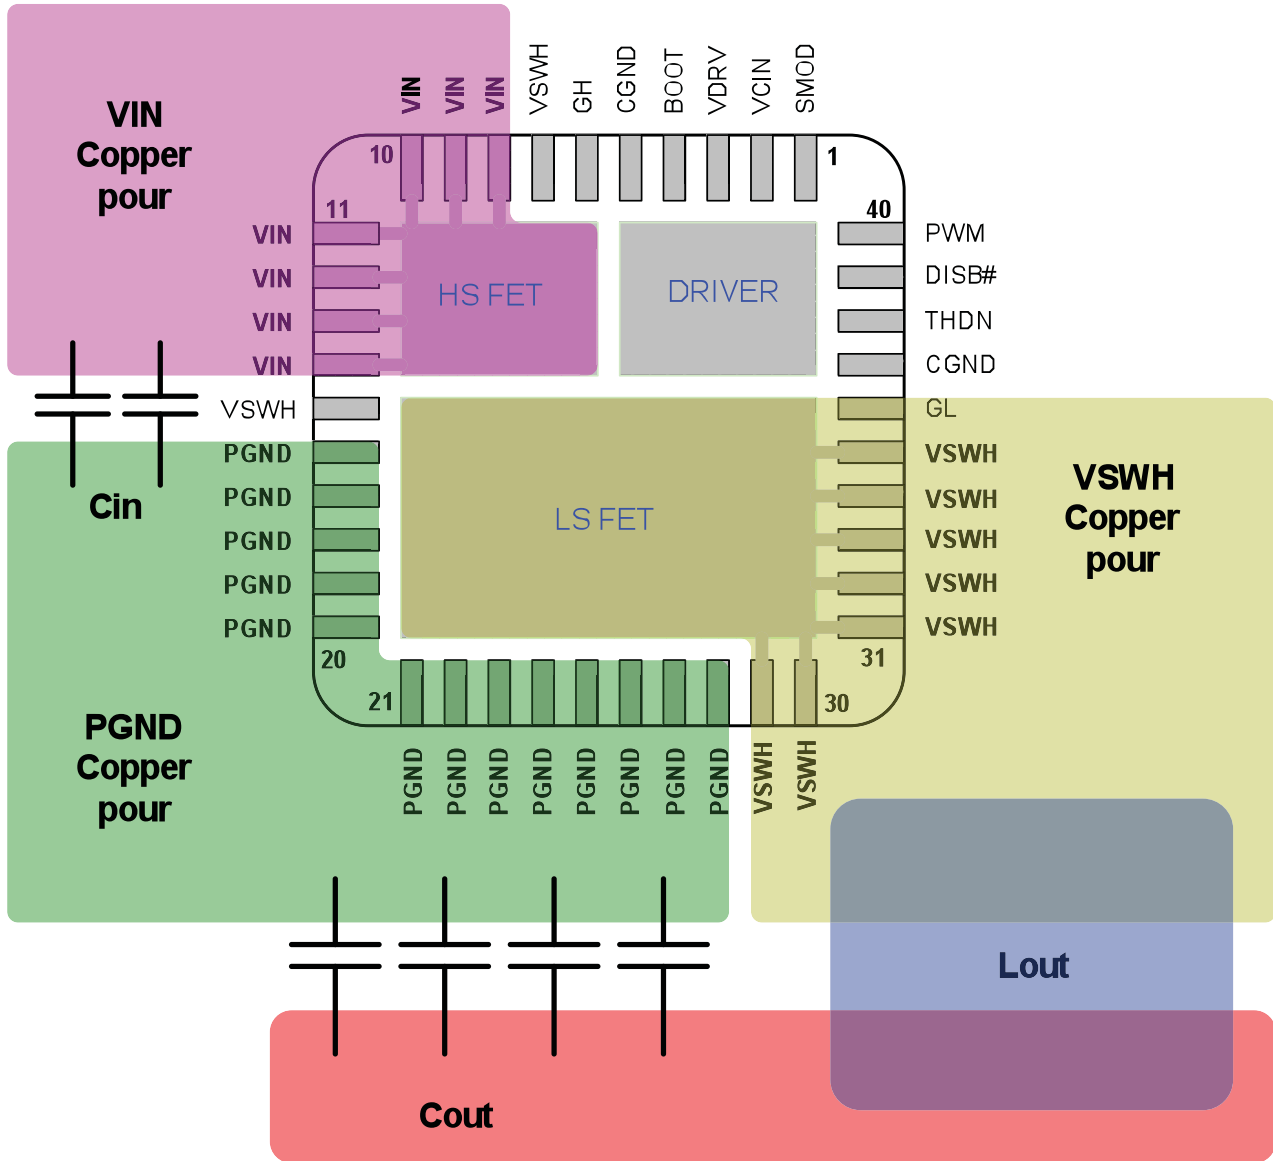 VIN
Copper
pour
VIN
VIN
VIN
VSWH
GH
CGND
BOOT
VDRV
VCIN
SMOD
10
1
11
40
VIN
VIN
VIN
VIN
VSWH
PGND
PGND
PGND
PGND
PGND
HS FET
DRIVER
LS FET
PWM
DISB#
THDN
CGND
GL
VSWH
VSWH
VSWH
VSWH
VSWH
VSWH
Copper
pour
Cin
20
21
31
30
PGND
Copper
pour
PGND
PGND
PGND
PGND
PGND
PGND
PGND
PGND
VSWH
VSWH
Lout
Cout